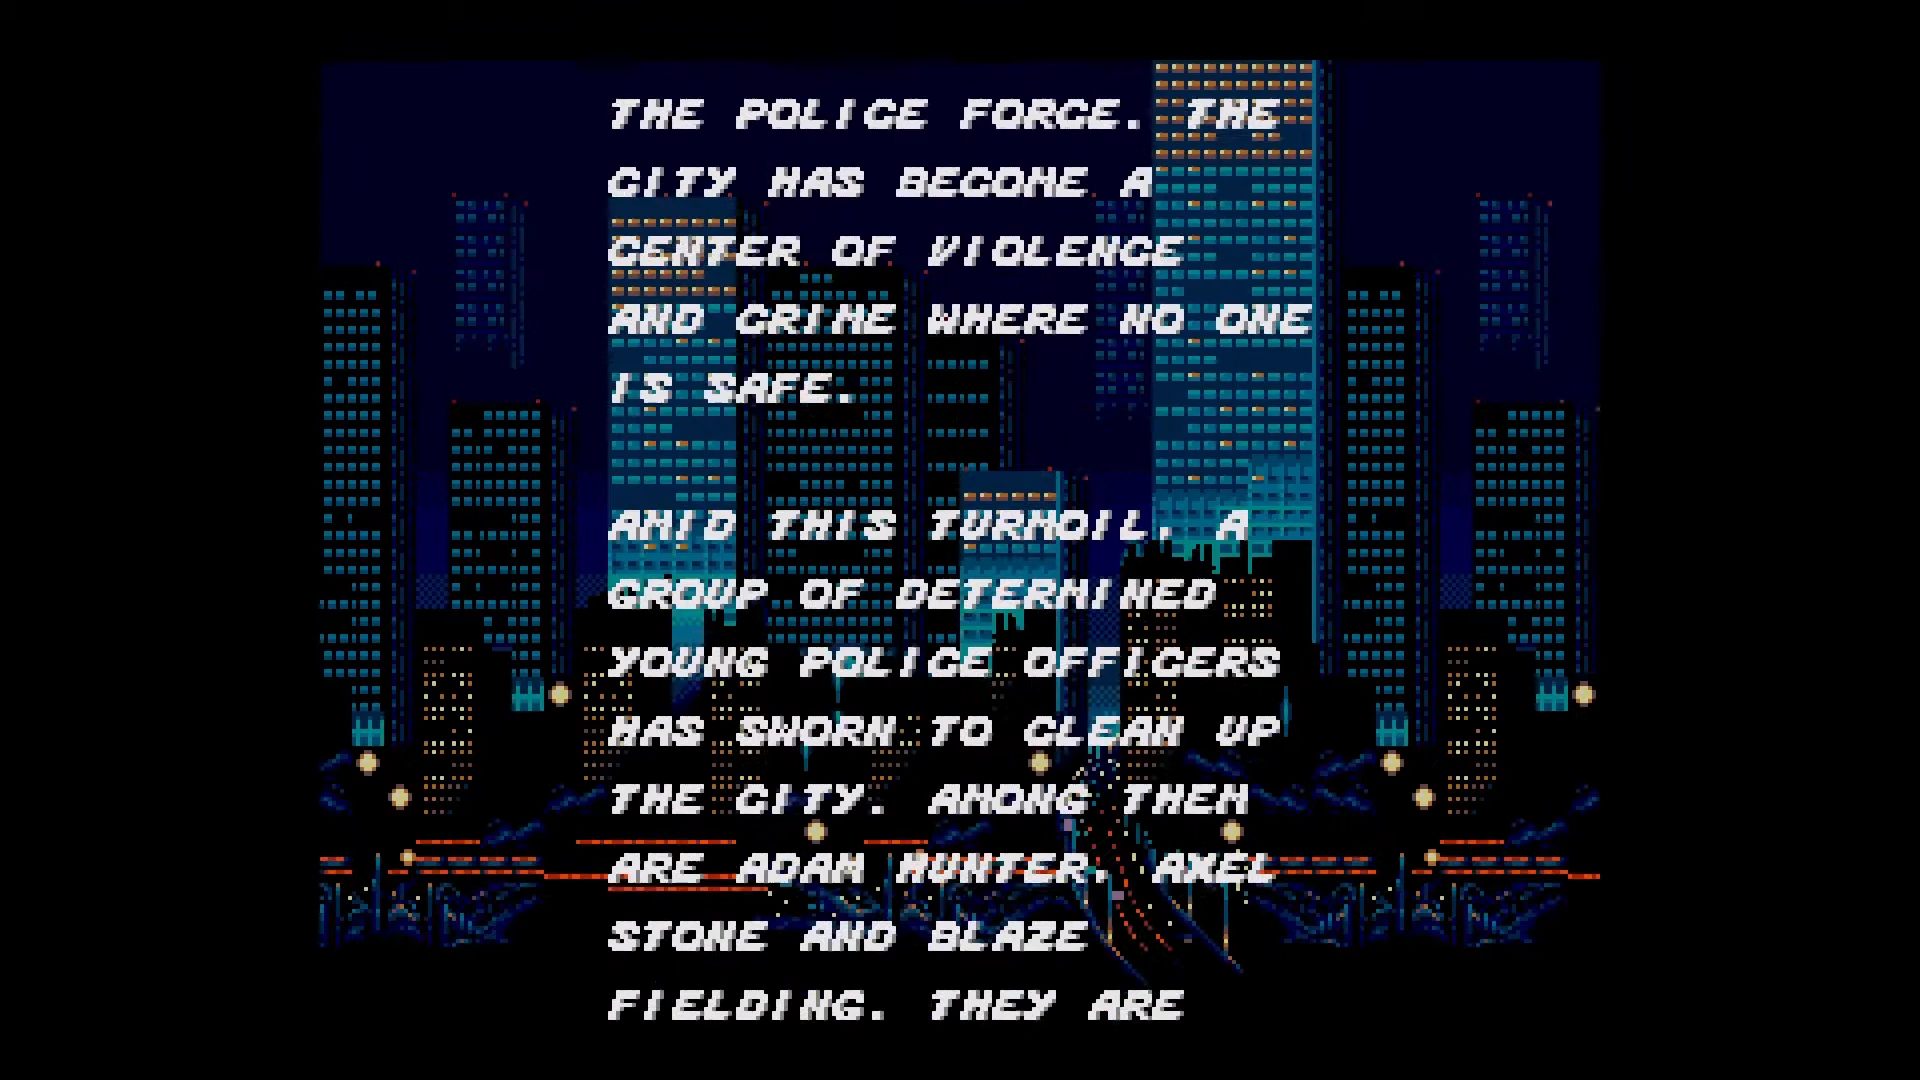 THE POLICE FORCE. THE
CITY HAS BECOME A
CENTER OF VIOLENCE
AND CRIME WHERE NO ONE
IS SAFE.
AMID THIS TURMOIL, A
GROUP OF DETERMINED
YOUNG POLICE OFFICERS
HAS SWORN TO CLEAN UP
THE CITY. AMONG THEM
ARE ADAM HUNTER, AXEL
STONE AND BLAZE
FIELDING. THEY ARE